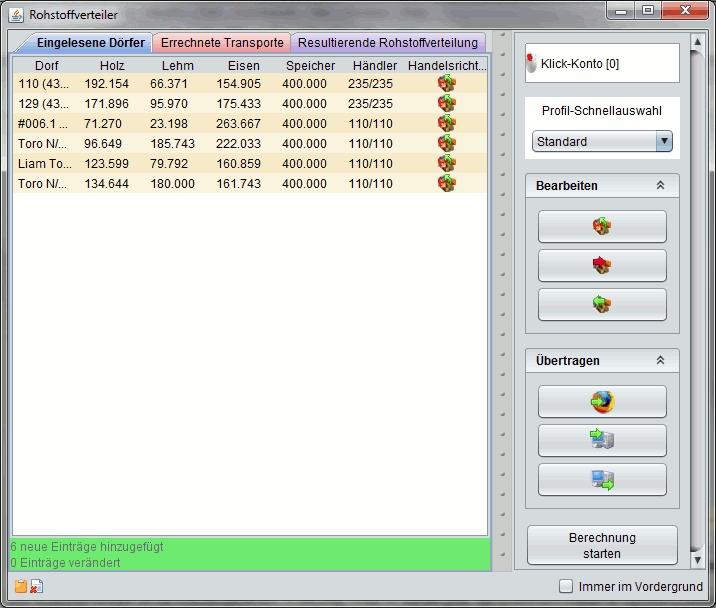 Rohstoffverteiler
Eingelesene Dörfer Errechnete Transporte Resultierende Rohstoffverteilung
Dorf Holz Lehm Eisen Speicher Händler Handelsricht...
110 (43... 192.154 66.371 154.905 400.000 235/235
129 (43... 171.896 95.970 175.433 400.000 235/235
#006.1 ... 71.270 23.198 263.667 400.000 110/110
Toro N/... 96.649 185.743 222.033 400.000 110/110
Liam To... 123.599 79.792 160.859 400.000 110/110
Toro N/... 134.644 180.000 161.743 400.000 110/110
6 neue Einträge hinzugefügt
0 Einträge verändert
Klick-Konto [0]
Profil-Schnellauswahl
Standard
Bearbeiten
Übertragen
Berechnung
starten
Immer im Vordergrund